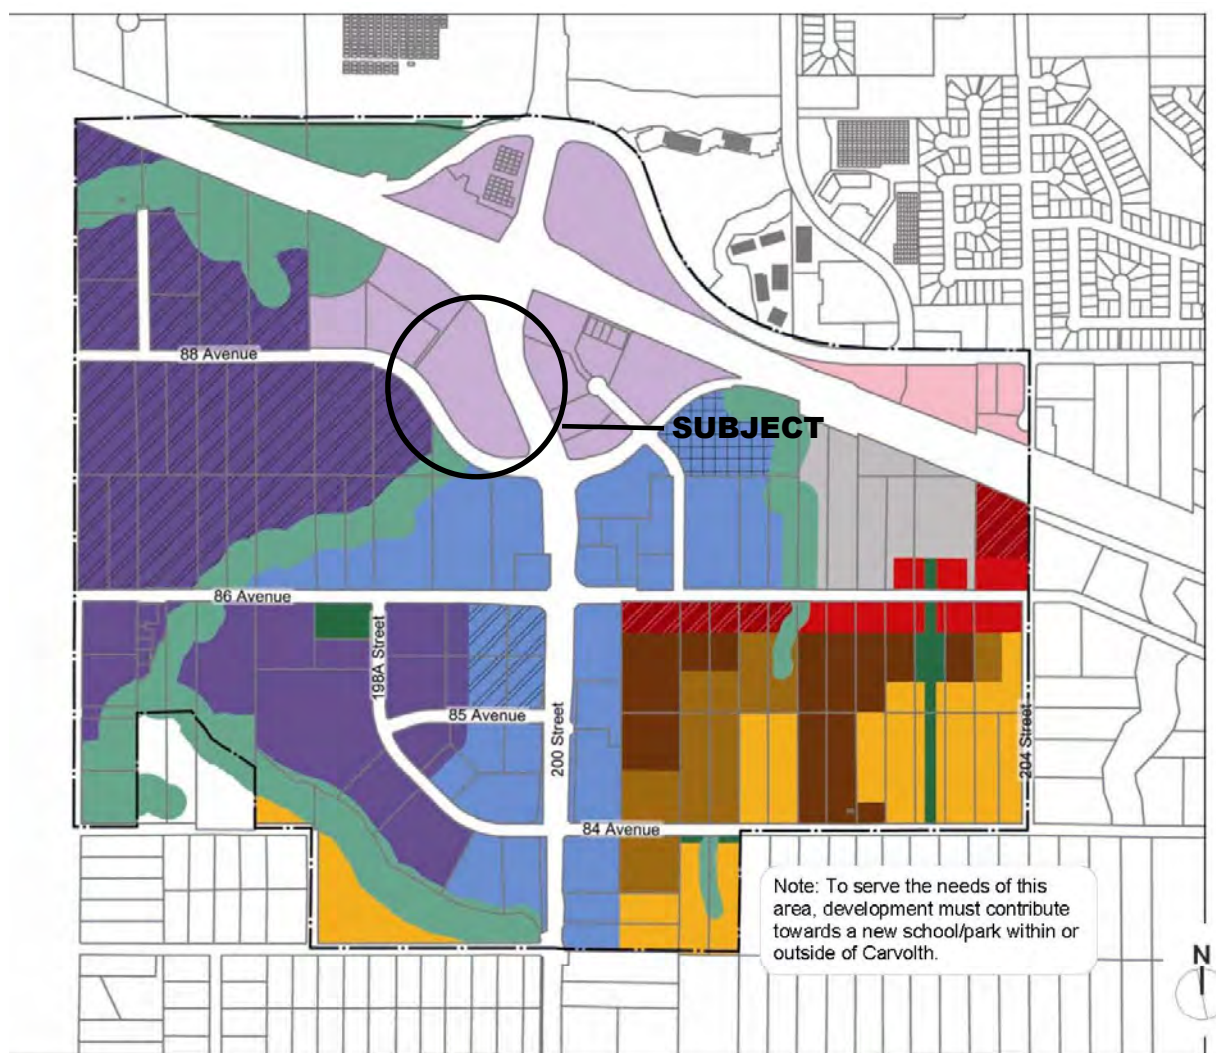 88 Avenue
SUBJECT
86 Avenue
198A Street
85 Avenue
200 Street
204 Street
84 Avenue
Note: To serve the needs of this
area, development must contribute
towards a new school/park within or
outside of Carvolth.
N